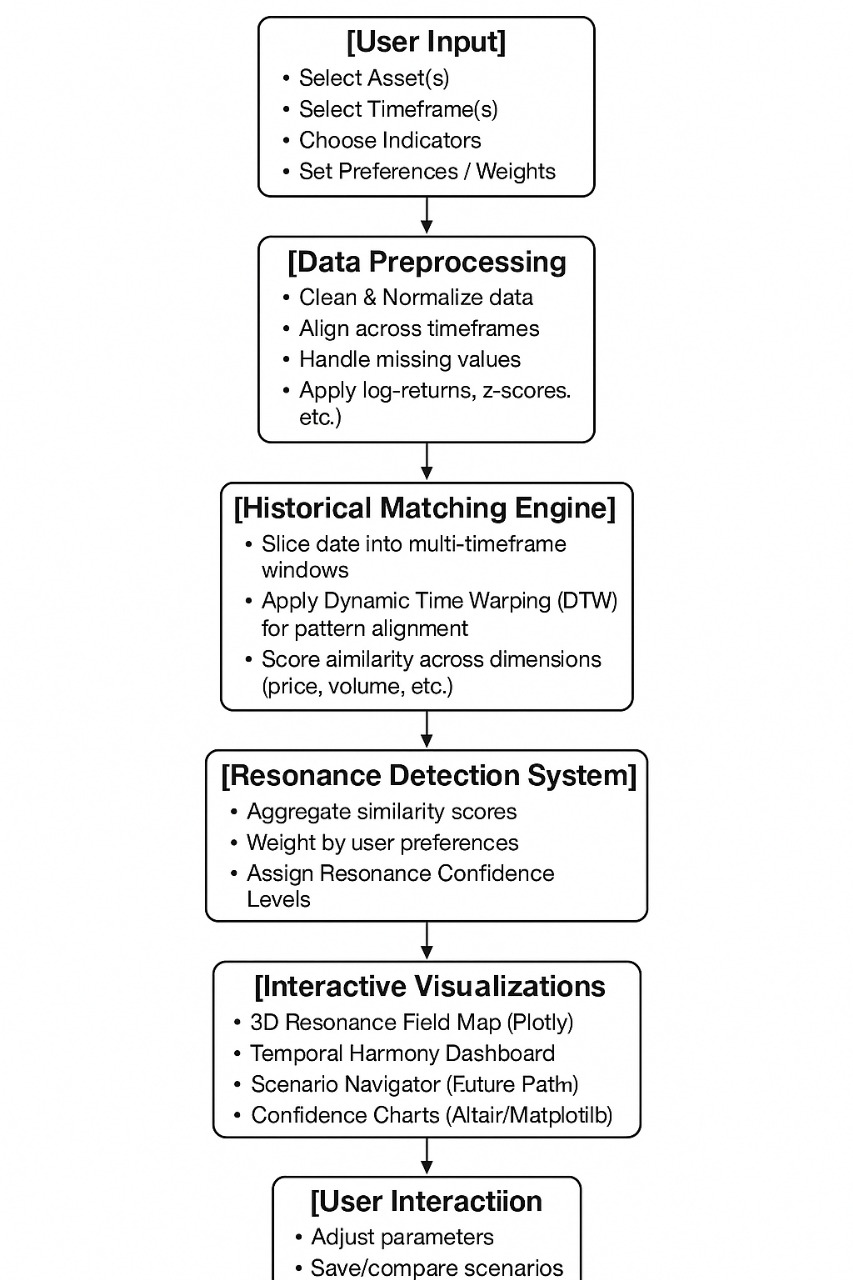 [User Input]
• Select Asset(s)
• Select Timeframe(s)
• Choose Indicators
• Set Preferences / Weights
[Data Preprocessing
• Clean & Normalize data
• Align across timeframes
• Handle missing values
• Apply log-returns, z-scores.
etc.)
[Historical Matching Engine]
• Slice date into multi-timeframe
windows
• Apply Dynamic Time Warping (DTW)
for pattern alignment
• Score aimilarity across dimensions
(price, volume, etc.)
[Resonance Detection System]
• Aggregate similarity scores
• Weight by user preferences
• Assign Resonance Confidence
Levels
[Interactive Visualizations
• 3D Resonance Field Map (Plotly)
• Temporal Harmony Dashboard
• Scenario Navigator (Future Path)
• Confidence Charts (Altair/Matplotilb)
[User Interactiion
• Adjust parameters
• Save/compare scenarios